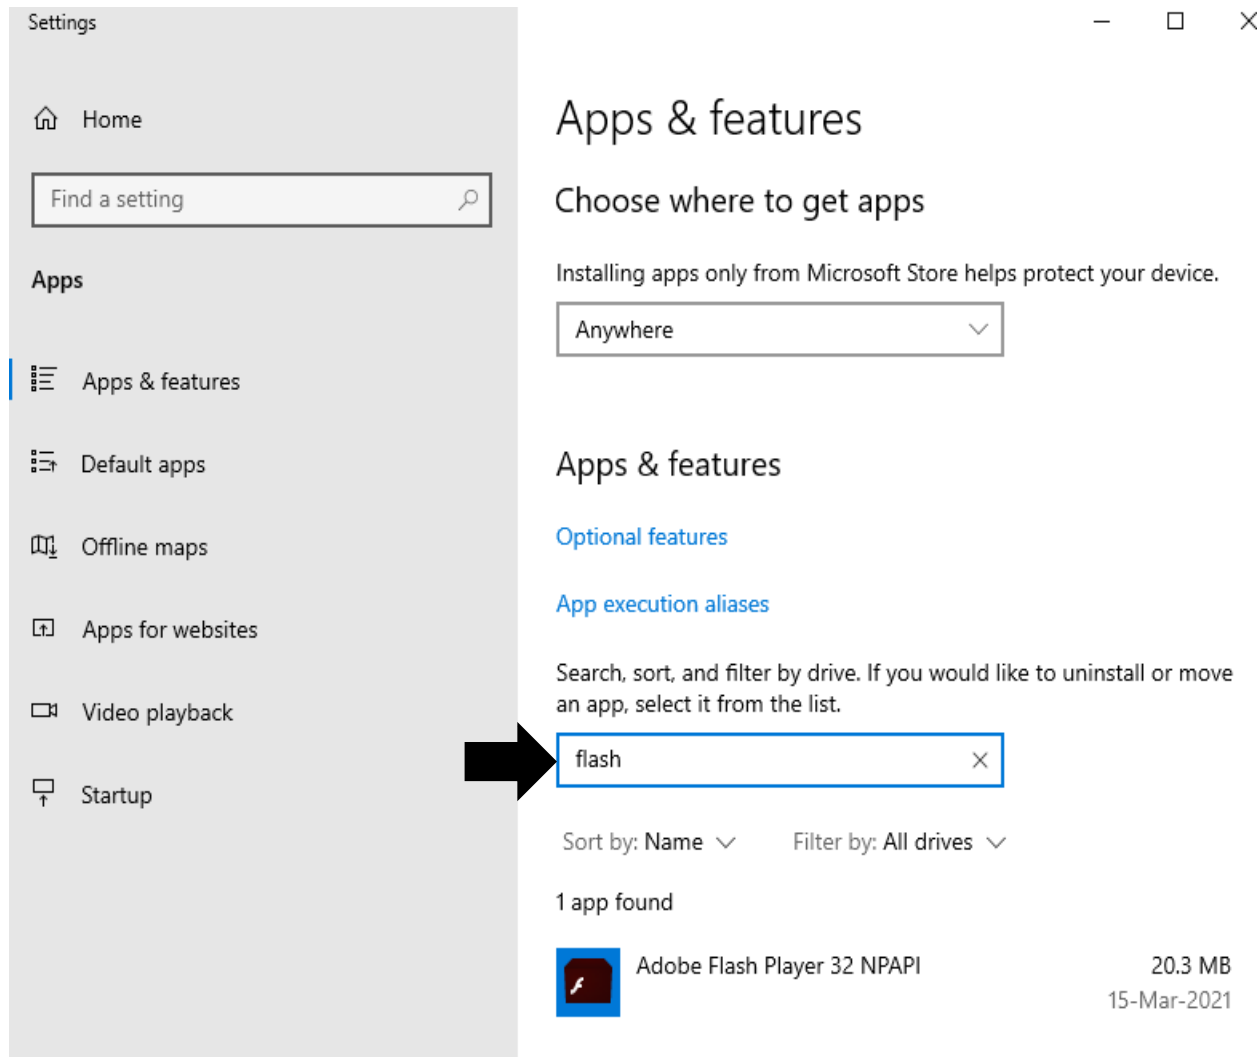 Settings
Home
Find a setting
Apps
Apps & features
Default apps
Offline maps
Apps for websites
Video playback
Startup
Apps & features
Choose where to get apps
Installing apps only from Microsoft Store helps protect your device.
Anywhere
Apps & features
Optional features
App execution aliases
Search, sort, and filter by drive. If you would like to uninstall or move
an app, select it from the list.
flash
Sort by: Name Filter by: All drives
1 app found
Adobe Flash Player 32 NPAPI 20.3 MB
15-Mar-2021